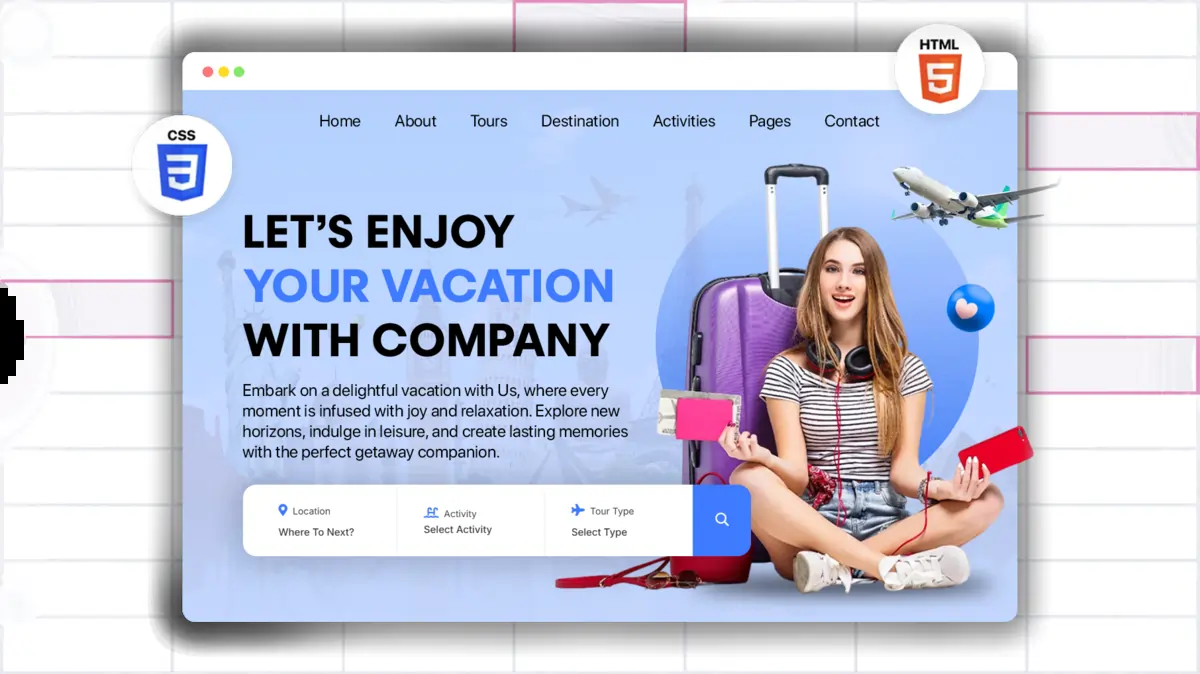 HTML
5
CSS
3
Home About Tours Destination Activities Pages Contact
LET’S ENJOY
YOUR VACATION
WITH COMPANY
Embark on a delightful vacation with Us, where every
moment is infused with joy and relaxation. Explore new
horizons, indulge in leisure, and create lasting memories
with the perfect getaway companion.
Location Activity Tour Type
Where To Next? Select Activity Select Type